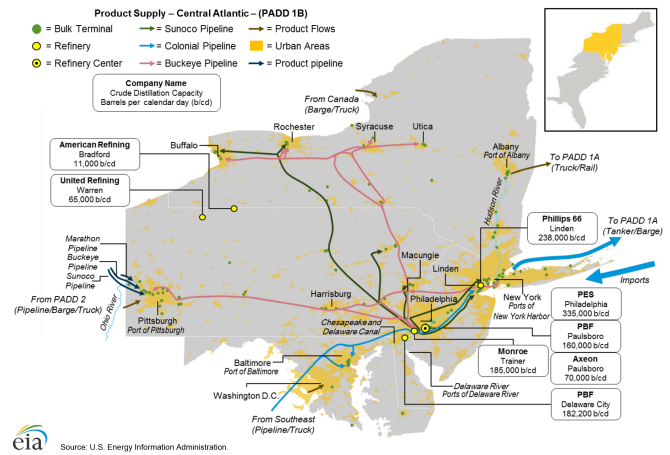 Product Supply – Central Atlantic – (PADD 1B)
= Bulk Terminal
= Sunoco Pipeline
= Product Flows
= Refinery
= Colonial Pipeline
= Urban Areas
= Refinery Center
= Buckeye Pipeline
= Product pipeline
Company Name
Crude Distillation Capacity
Barrels per calendar day (b/cd)
From Canada
(Barge/Truck)
Rochester
Syracuse
Utica
American Refining
Bradford
11,000 b/cd
Buffalo
Albany
Port of Albany
To PADD 1A
(Truck/Rail)
United Refining
Warren
65,000 b/cd
Hudson River
Phillips 66
Linden
238,000 b/cd
To PADD 1A
(Tanker/Barge)
Marathon
Pipeline
Buckeye
Pipeline
Sunoco
Pipeline
Macungie
Linden
Imports
From PADD 2
(Pipeline/Barge/Truck)
Ohio River
Pittsburgh
Port of Pittsburgh
Harrisburg
Philadelphia
New York
Ports of
New York Harbor
PES
Philadelphia
335,000 b/cd
Chesapeake and
Delaware Canal
PBF
Paulsboro
160,000 b/cd
Baltimore
Port of Baltimore
Monroe
Trainer
185,000 b/cd
Axeon
Paulsboro
70,000 b/cd
Washington D.C.
Delaware River
Ports of Delaware River
PBF
Delaware City
182,200 b/cd
From Southeast
(Pipeline/Truck)
eia
Source: U.S. Energy Information Administration.